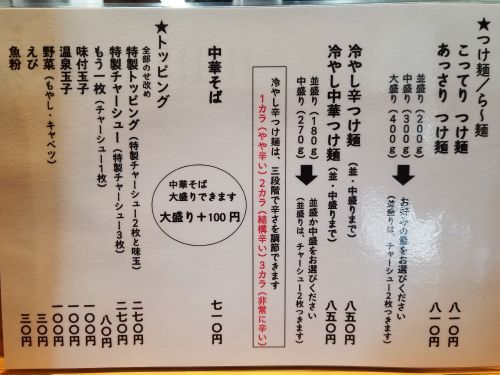 ★つけ麺／ら～麺
こってり つけ麺 八一〇円
あっさり つけ麺 八一〇円
並盛り（200g）
中盛り（300g）
大盛り（400g）
お好きの量をお選びください
（並盛りは、チャーシュー2枚つきます）
冷やし辛つけ麺（並・中盛りまで） 八五〇円
冷やし中華つけ麺（並・中盛りまで） 八五〇円
並盛り（180g）
中盛り（270g）
並盛か中盛をお選びください
（並盛りは、チャーシュー2枚つきます）
冷やし辛つけ麺は、三段階で辛さを調節できます
1カラ（やや辛い）2カラ（結構辛い）3カラ（非常に辛い）
中華そば 七一〇円
中華そば
大盛りできます
大盛り＋100円
★トッピング
全部のせ改め
特製トッピング（特製チャーシュー2枚と味玉） 二七〇円
特製チャーシュー（特製チャーシュー3枚） 二七〇円
もう一枚（チャーシュー1枚） 八〇円
味付玉子 一〇〇円
温泉玉子 一〇〇円
野菜（もやし・キャベツ） 一〇〇円
えび 三〇円
魚粉 三〇円